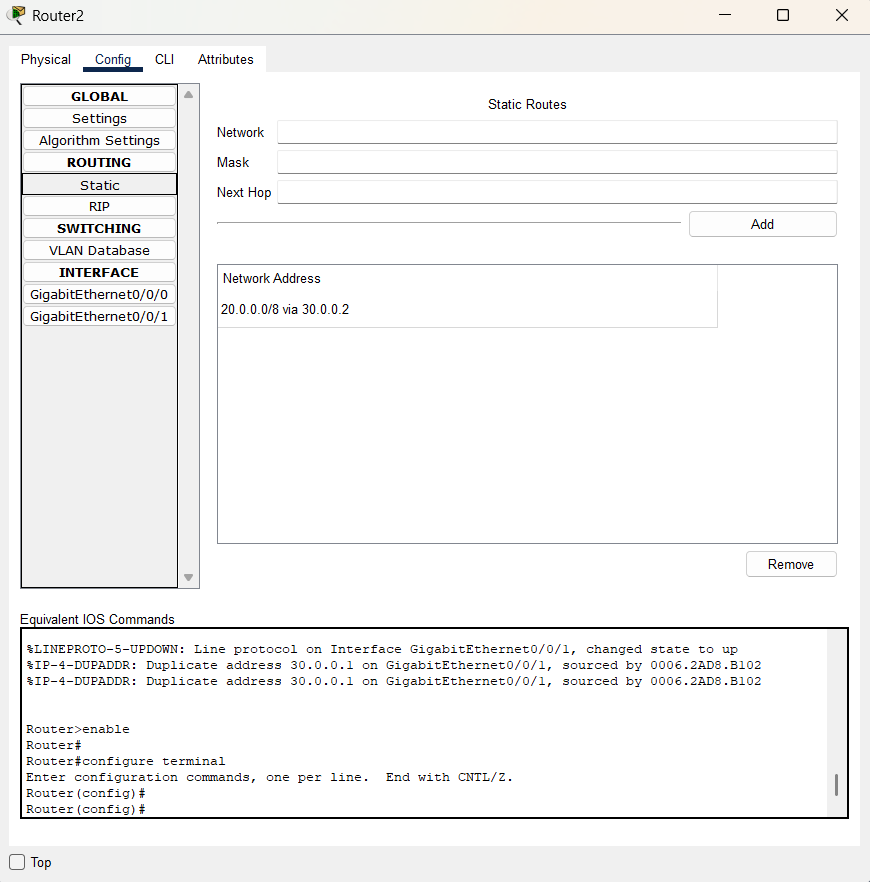 Router2
Physical Config CLI Attributes
GLOBAL
Settings
Algorithm Settings
ROUTING
Static
RIP
SWITCHING
VLAN Database
INTERFACE
GigabitEthernet0/0/0
GigabitEthernet0/0/1
Static Routes
Network
Mask
Next Hop
Add
Network Address
20.0.0.0/8 via 30.0.0.2
Remove
Equivalent IOS Commands
%LINEPROTO-5-UPDOWN: Line protocol on Interface GigabitEthernet0/0/1, changed state to up
%IP-4-DUPADDR: Duplicate address 30.0.0.1 on GigabitEthernet0/0/1, sourced by 0006.2AD8.B102
%IP-4-DUPADDR: Duplicate address 30.0.0.1 on GigabitEthernet0/0/1, sourced by 0006.2AD8.B102
Router>enable
Router#
Router#configure terminal
Enter configuration commands, one per line.  End with CNTL/Z.
Router(config)#
Router(config)#
Top